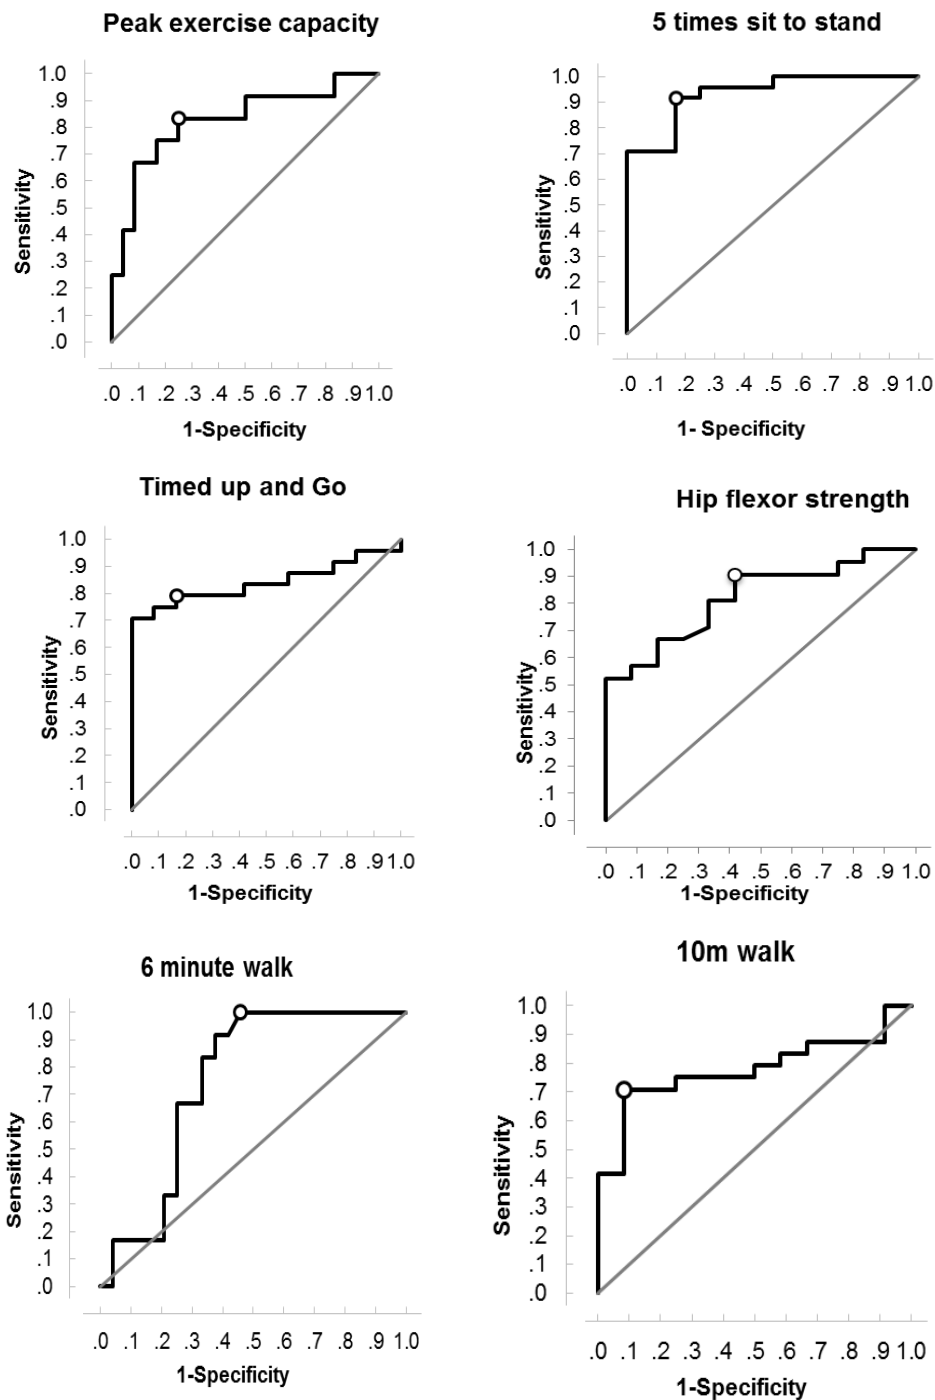 Peak exercise capacity
1.0
.9
.8
.7
.6
.5
.4
.3
.2
.1
.0
Sensitivity
.0 .1 .2 .3 .4 .5 .6 .7 .8 .9 1.0
1-Specificity
5 times sit to stand
1.0
.9
.8
.7
.6
.5
.4
.3
.2
.1
.0
Sensitivity
.0 .1 .2 .3 .4 .5 .6 .7 .8 .9 1.0
1- Specificity
Timed up and Go
1.0
.9
.8
.7
.6
.5
.4
.3
.2
.1
.0
Sensitivity
.0 .1 .2 .3 .4 .5 .6 .7 .8 .9 1.0
1-Specificity
Hip flexor strength
1.0
.9
.8
.7
.6
.5
.4
.3
.2
.1
.0
Sensitivity
.0 .1 .2 .3 .4 .5 .6 .7 .8 .9 1.0
1-Specificity
6 minute walk
1.0
.9
.8
.7
.6
.5
.4
.3
.2
.1
.0
Sensitivity
.0 .1 .2 .3 .4 .5 .6 .7 .8 .9 1.0
1-Specificity
10m walk
1.0
.9
.8
.7
.6
.5
.4
.3
.2
.1
.0
Sensitivity
.0 .1 .2 .3 .4 .5 .6 .7 .8 .9 1.0
1-Specificity